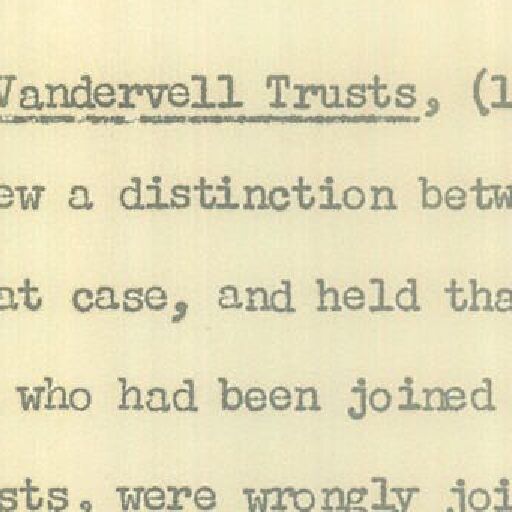 Vandervell Trusts, (1
ew a distinction betw
at case, and held tha
who had been joined
sts, were wrongly joi